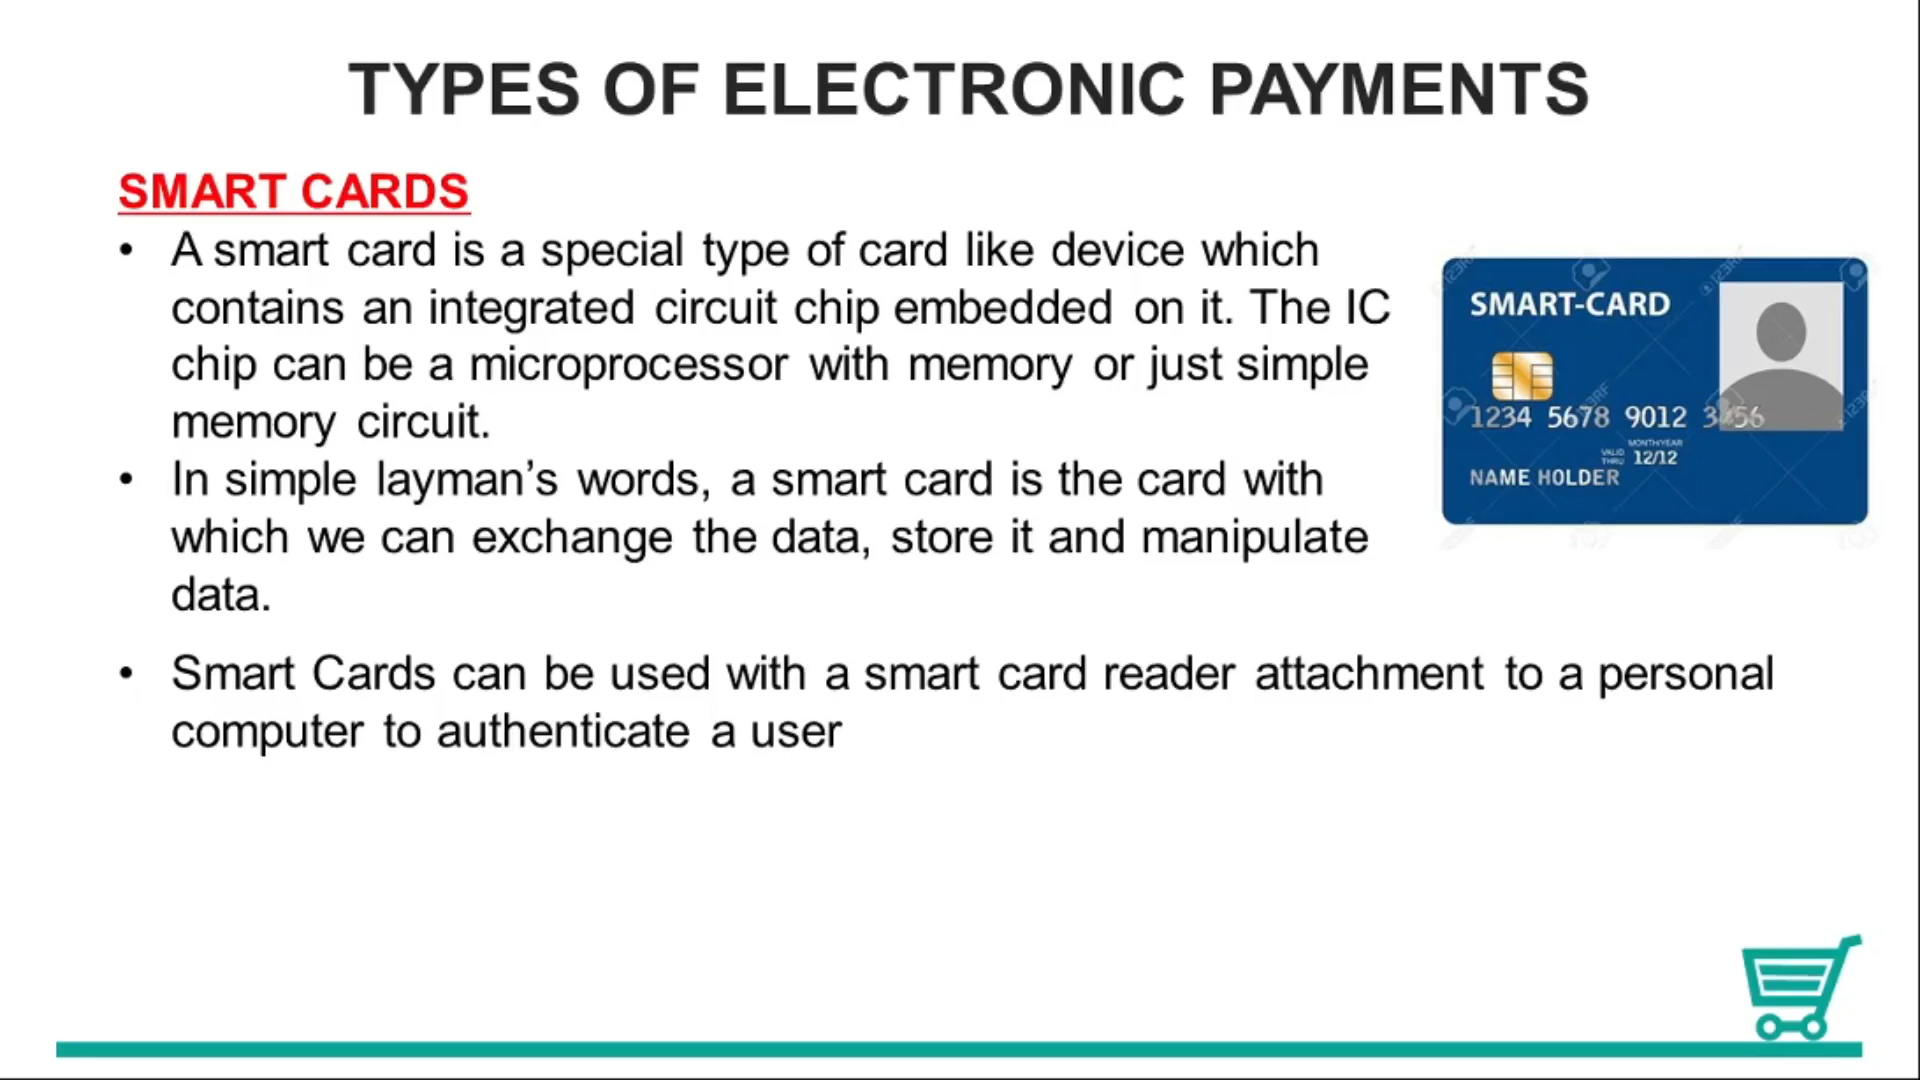 TYPES OF ELECTRONIC PAYMENTS
SMART CARDS
• A smart card is a special type of card like device which
contains an integrated circuit chip embedded on it. The IC
chip can be a microprocessor with memory or just simple
memory circuit.
• In simple layman’s words, a smart card is the card with
which we can exchange the data, store it and manipulate
data.
• Smart Cards can be used with a smart card reader attachment to a personal
computer to authenticate a user
SMART-CARD
1234 5678 9012 3456
MONTH/YEAR
VALID THRU 12/12
NAME HOLDER